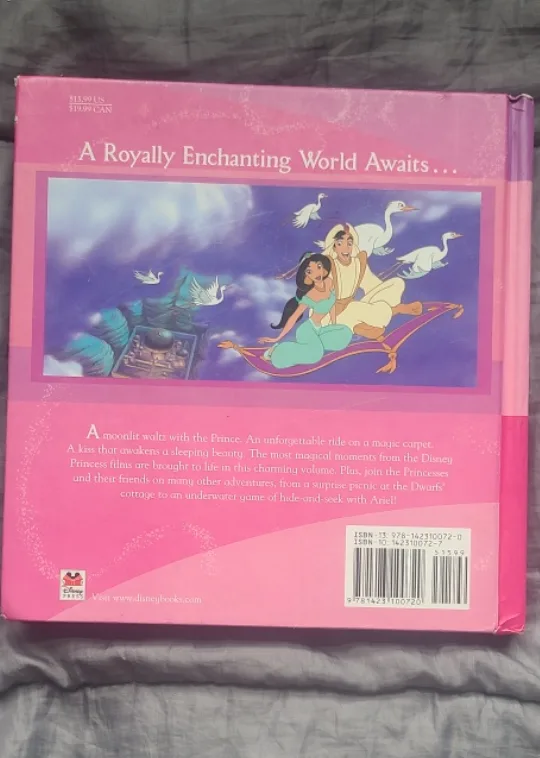 $15.99 US
$19.99 CAN
A Royally Enchanting World Awaits...
A moonlit waltz with the Prince. An unforgettable ride on a magic carpet.
A kiss that awakens a sleeping beauty. The most magical moments from the Disney
Princess films are brought to life in this charming volume. Plus, join the Princesses
and their friends on many other adventures, from a surprise picnic at the Dwarfs'
cottage to an underwater game of hide-and-seek with Ariel!
ISBN-13: 978-142310072-0
ISBN-10: 142310072-7
51599
9 781423 100720
Disney
PRESS
Visit www.disneybooks.com